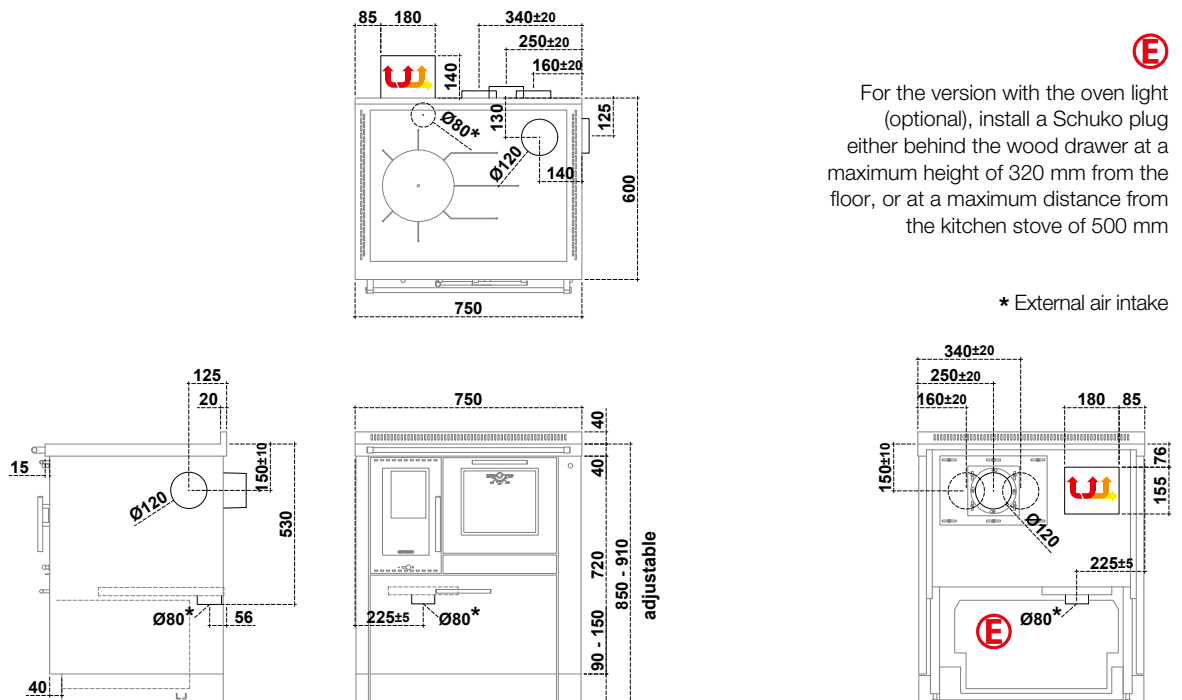 85 180 340±20
250±20
160±20
140
Ø80*
130
125
Ø120
140
600
750
E
For the version with the oven light
(optional), install a Schuko plug
either behind the wood drawer at a
maximum height of 320 mm from the
floor, or at a maximum distance from
the kitchen stove of 500 mm
* External air intake
125
20
15
150±10
Ø120
530
Ø80*
56
40
750
40
40
720
850 - 910
adjustable
225±5
Ø80*
90 - 150
340±20
250±20
160±20
180 85
150±10
76
155
Ø120
225±5
Ø80*
E